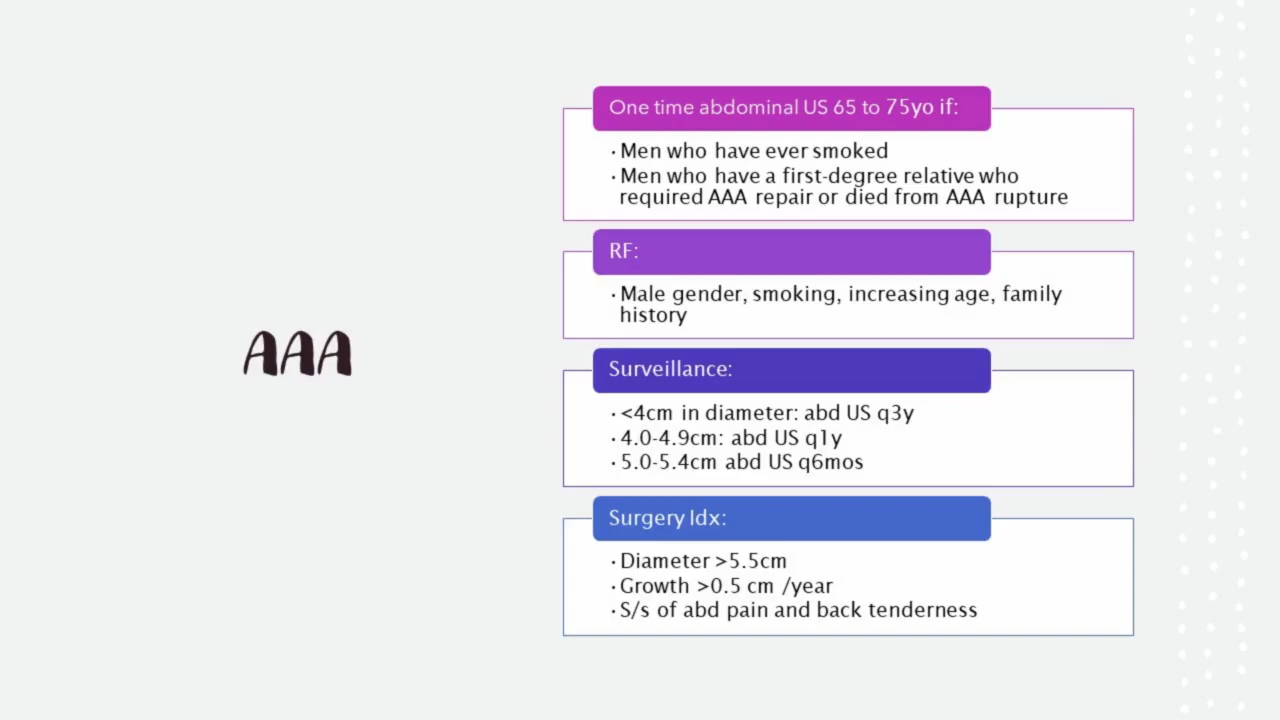 AAA
One time abdominal US 65 to 75yo if:
· Men who have ever smoked
· Men who have a first-degree relative who
required AAA repair or died from AAA rupture
RF:
· Male gender, smoking, increasing age, family
history
Surveillance:
· <4cm in diameter: abd US q3y
· 4.0-4.9cm: abd US q1y
· 5.0-5.4cm abd US q6mos
Surgery Idx:
· Diameter >5.5cm
· Growth >0.5 cm /year
· S/s of abd pain and back tenderness